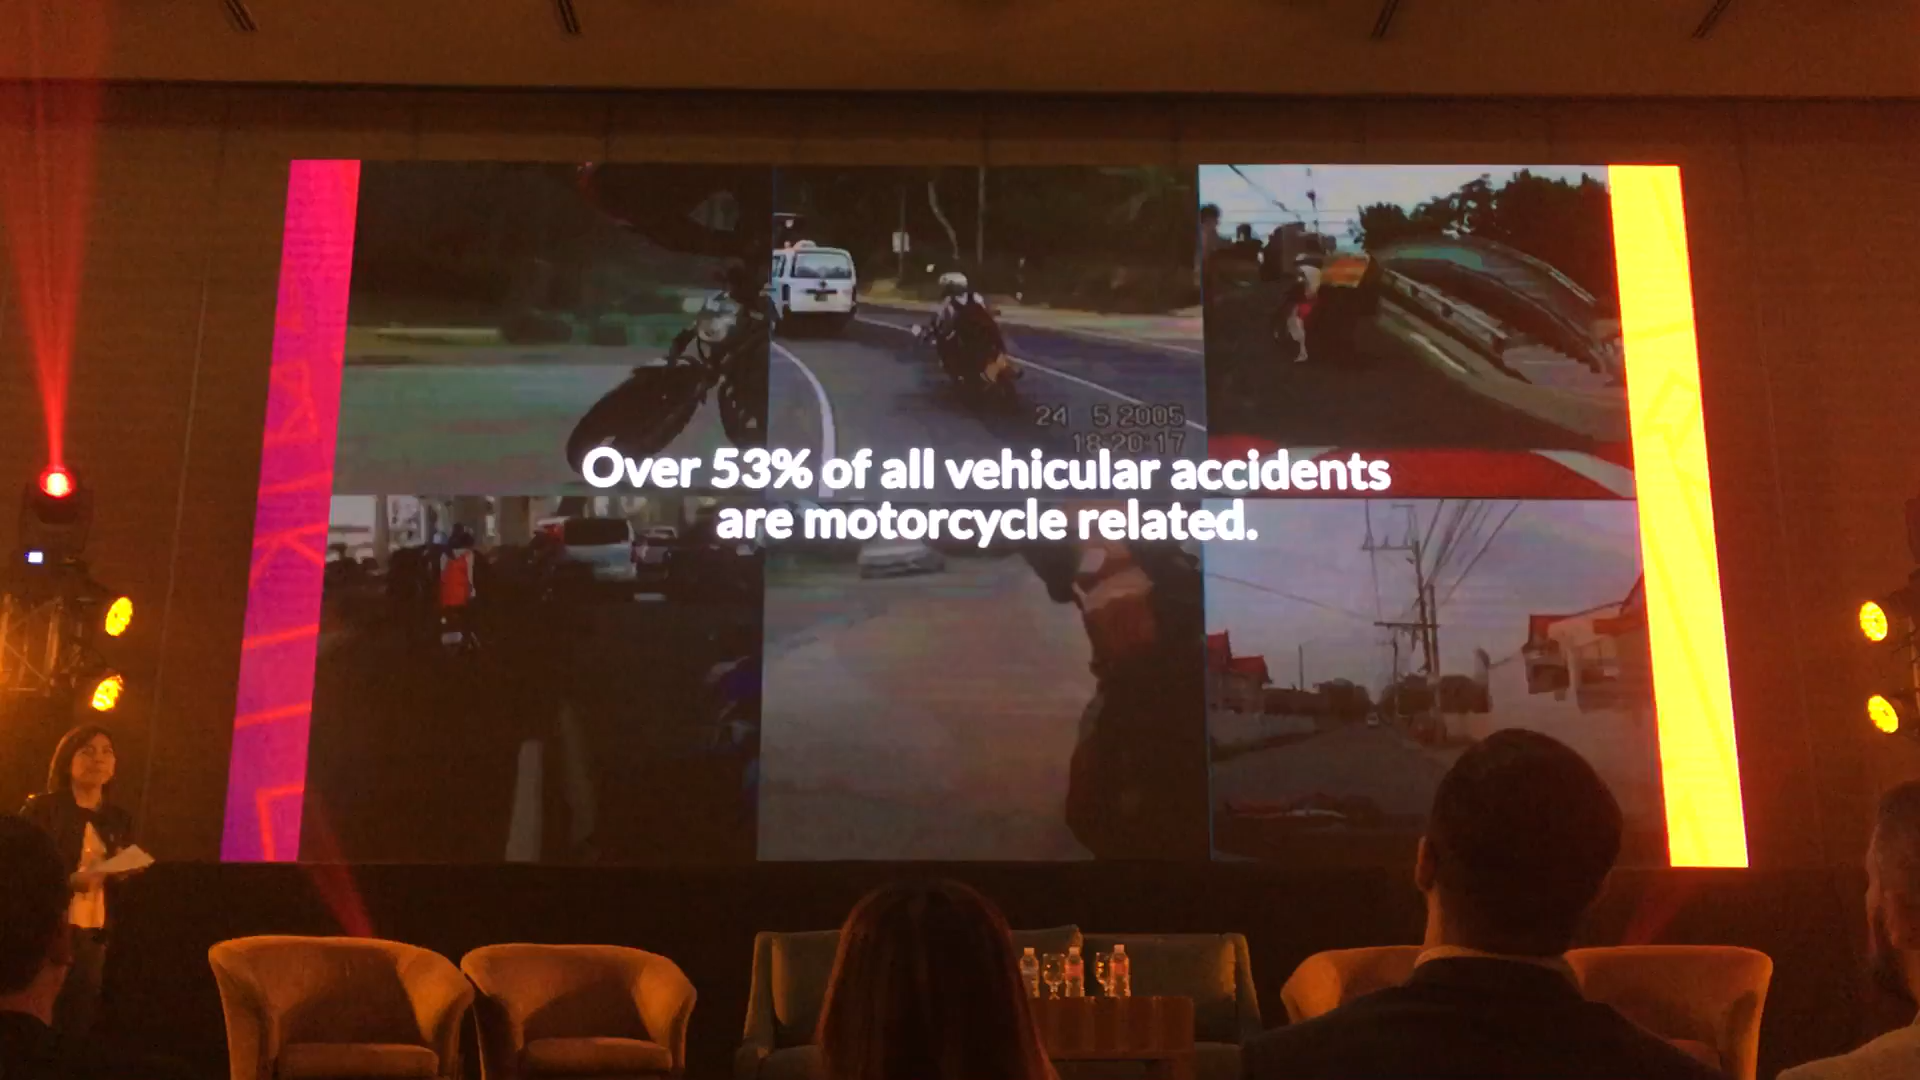 24 5 2005
18:20:17
Over 53% of all vehicular accidents
are motorcycle related.